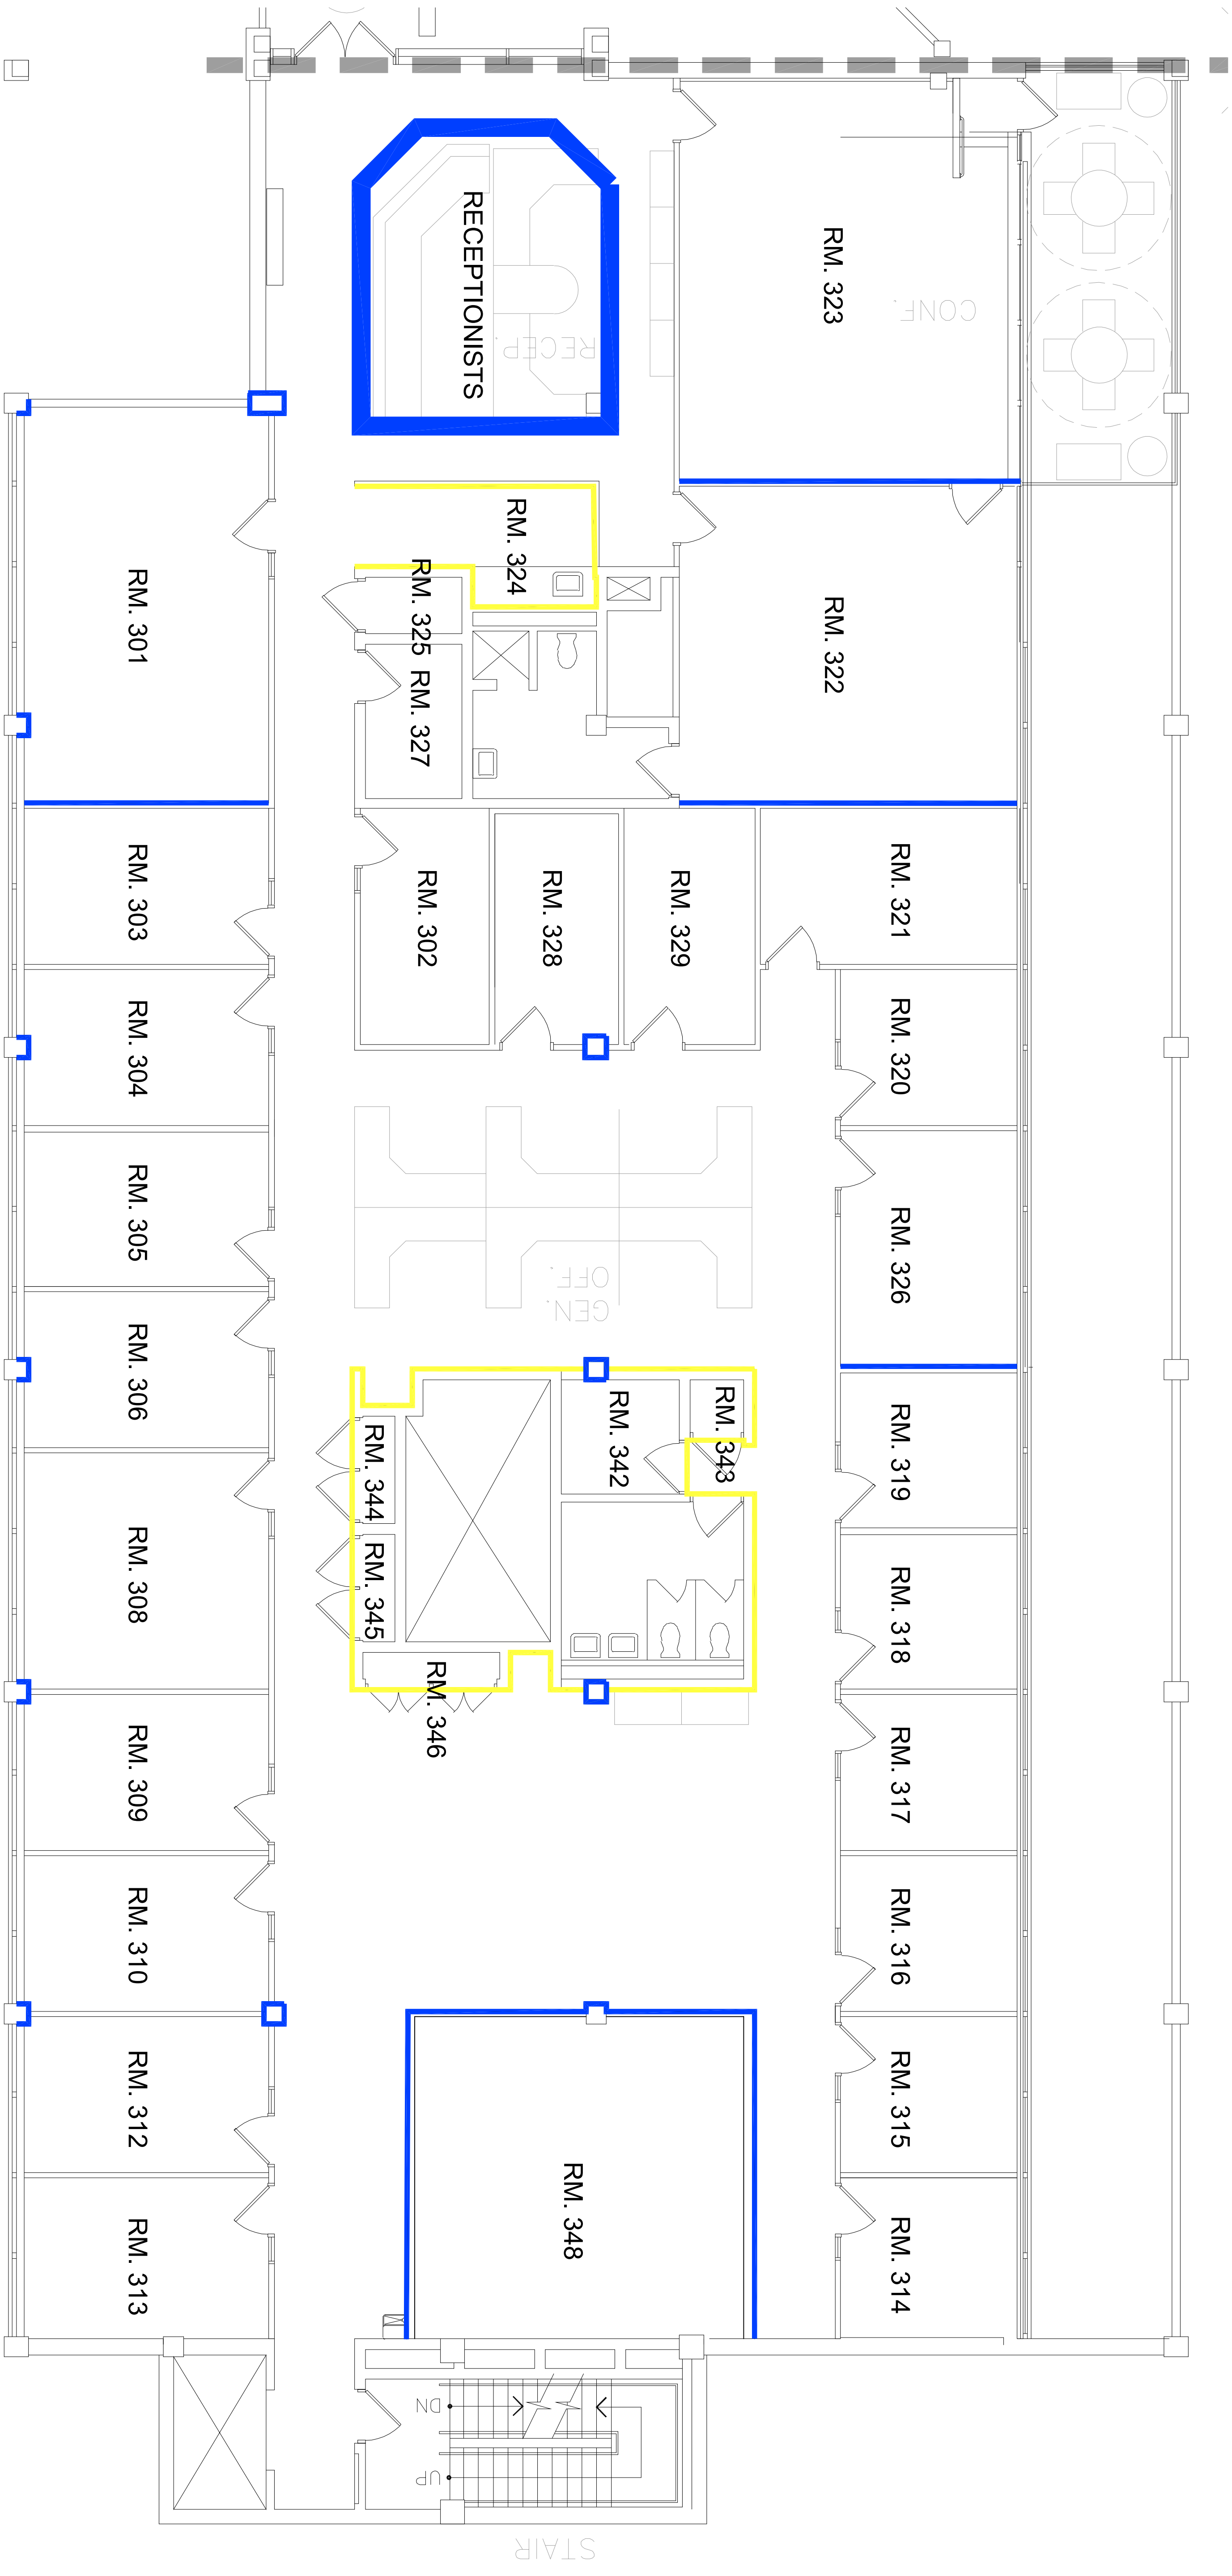 RECEPTIONISTS
RECEP.
RM. 323
CONF.
RM. 324
RM. 325
RM. 301
RM. 322
RM. 327
RM. 303
RM. 302
RM. 328
RM. 329
RM. 321
RM. 304
RM. 320
RM. 305
RM. 326
GEN.
OFF.
RM. 306
RM. 342
RM. 343
RM. 319
RM. 344
RM. 308
RM. 345
RM. 318
RM. 346
RM. 309
RM. 317
RM. 310
RM. 316
RM. 312
RM. 315
RM. 348
RM. 313
RM. 314
DN
UP
STAIR